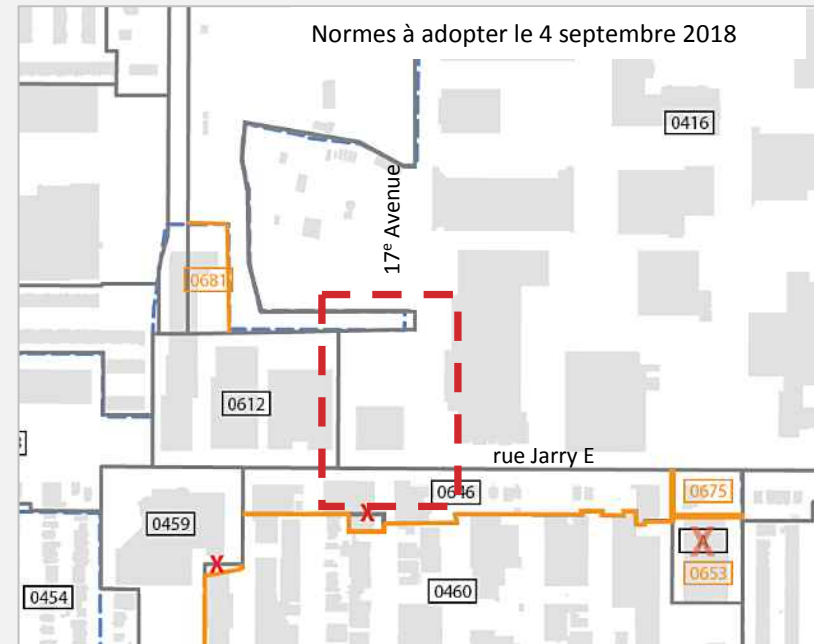 Normes à adopter le 4 septembre 2018
0416
17e Avenue
0681
0612
rue Jarry E
0646
0675
0459
X
X
A
X
0653
0454
0460